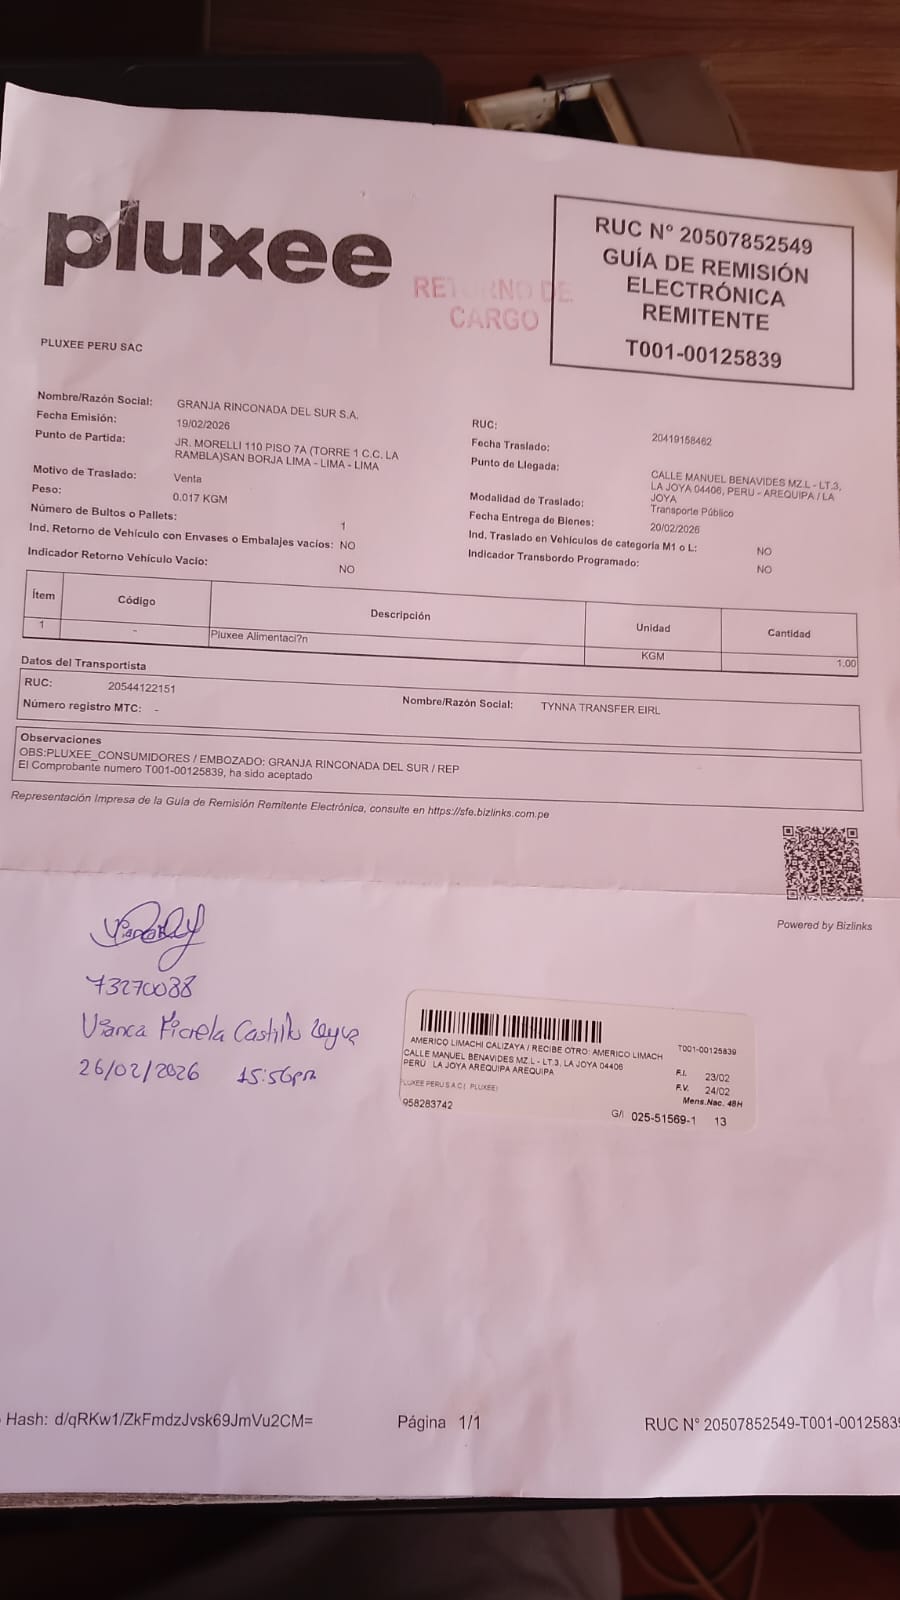 pluxee
RETORNO DE
CARGO
RUC N° 20507852549
GUÍA DE REMISIÓN
ELECTRÓNICA
REMITENTE
T001-00125839
PLUXEE PERU SAC
Nombre/Razón Social: GRANJA RINCONADA DEL SUR S.A.
Fecha Emisión: 19/02/2026
Punto de Partida: JR. MORELLI 110 PISO 7A (TORRE 1 C.C. LA
RAMBLA)SAN BORJA LIMA - LIMA - LIMA
Motivo de Traslado: Venta
Peso: 0.017 KGM
Número de Bultos o Pallets: 1
Ind. Retorno de Vehículo con Envases o Embalajes vacíos: NO
Indicador Retorno Vehículo Vacío: NO
RUC: 20419158462
Fecha Traslado:
Punto de Llegada: CALLE MANUEL BENAVIDES MZ.L - LT.3,
LA JOYA 04406, PERU - AREQUIPA / LA
JOYA
Modalidad de Traslado: Transporte Público
Fecha Entrega de Bienes: 20/02/2026
Ind. Traslado en Vehículos de categoría M1 o L: NO
Indicador Transbordo Programado: NO
Ítem Código Descripción Unidad Cantidad
1 - Pluxee Alimentaci?n KGM 1.00
Datos del Transportista
RUC: 20544122151 Nombre/Razón Social: TYNNA TRANSFER EIRL
Número registro MTC: -
Observaciones
OBS:PLUXEE_CONSUMIDORES / EMBOZADO: GRANJA RINCONADA DEL SUR / REP
El Comprobante numero T001-00125839, ha sido aceptado
Representación Impresa de la Guía de Remisión Remitente Electrónica, consulte en https://sfe.bizlinks.com.pe
Powered by Bizlinks
73270038
Castillo
26/02/2026 15:56pm
AMERICO LIMACHI CALIZAYA / RECIBE OTRO: AMERICO LIMACH T001-00125839
CALLE MANUEL BENAVIDES MZ.L - LT.3, LA JOYA 04406
PERU LA JOYA AREQUIPA AREQUIPA
F.I. 23/02
F.V. 24/02
LUXEE PERU S A C ( PLUXEE)
Mens.Nac. 48H
958283742
G/I 025-51569-1 13
Hash: d/qRKw1/ZkFmdzJvsk69JmVu2CM=
Página 1/1
RUC N° 20507852549-T001-00125839